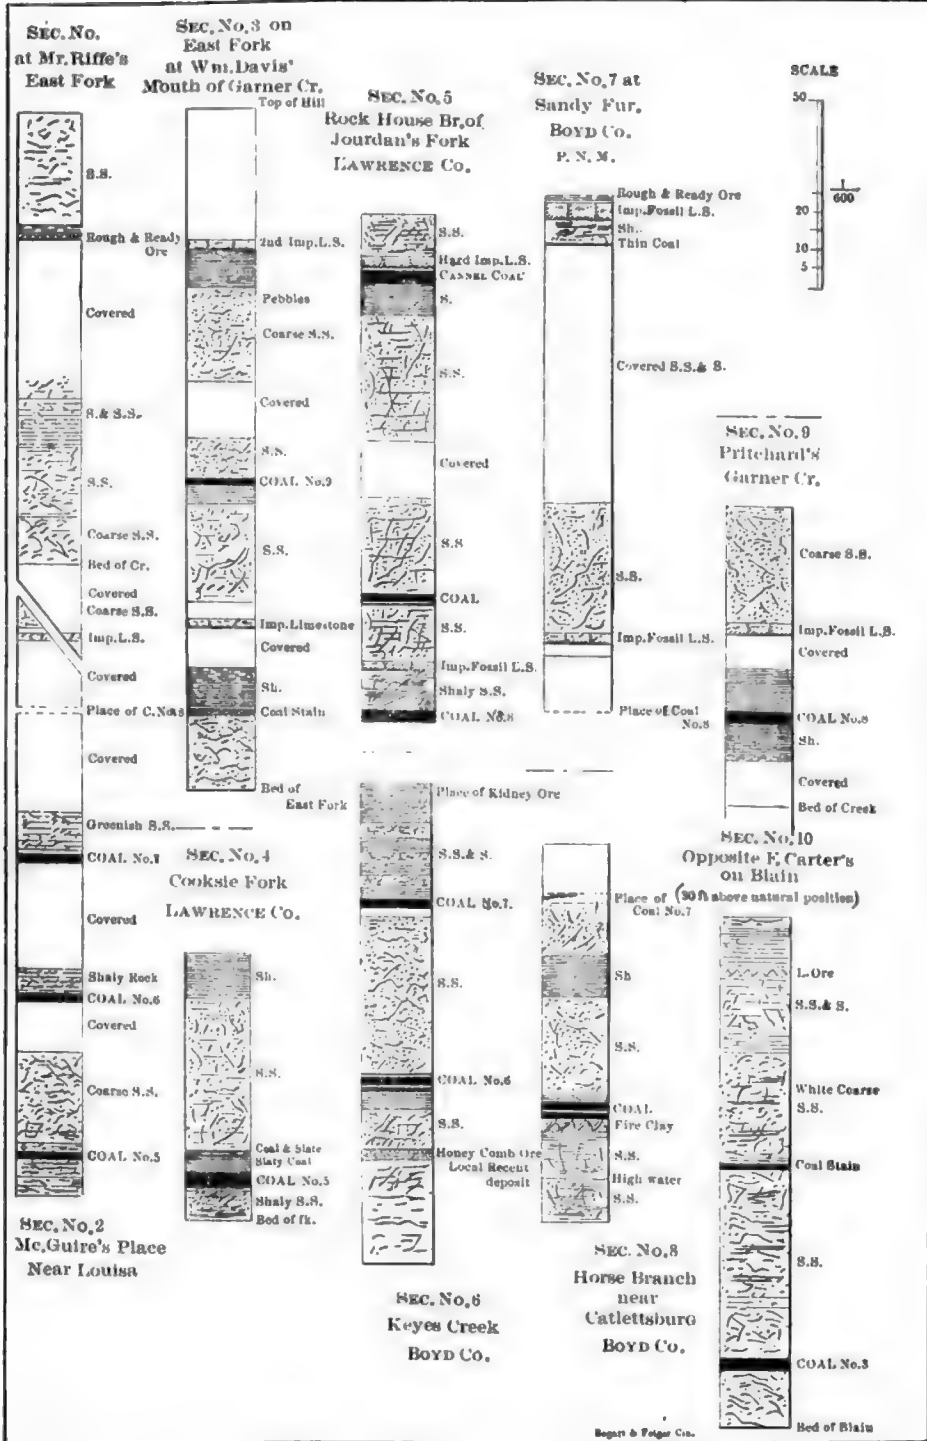 SEC. No.
at Mr. Riffe's
East Fork
S.S.
Rough & Ready
Ore
Covered
S. & S.S.
S.S.
Coarse S.S.
Bed of Cr.
Covered
Coarse S.S.
Imp. L.S.
Covered
Place of C. No. 8
Covered
Greenish S.S.
COAL No. 7
Covered
Shaly Rock
COAL No. 6
Covered
Coarse S.S.
COAL No. 5
SEC. No. 2
Mc. Guire's Place
Near Louisa
SEC. No. 3 on
East Fork
at Wm. Davis'
Mouth of Garner Cr.
Top of Hill
2nd Imp. L.S.
Pebbles
Coarse S.S.
Covered
S.S.
COAL No. 9
S.S.
Imp. Limestone
Covered
Sh.
Coal Stain
Bed of
East Fork
SEC. No. 4
Cooksie Fork
LAWRENCE Co.
Sh.
S.S.
Coal & Slate
Slaty Coal
COAL No. 5
Shaly S.S.
Bed of fk.
SEC. No. 5
Rock House Br. of
Jourdan's Fork
LAWRENCE Co.
S.S.
Hard Imp. L.S.
CANNEL COAL
S.
S.S.
Covered
S.S
COAL
S.S.
Imp. Fossil L.S.
Shaly S.S.
COAL No. 8
Place of Kidney Ore
S.S. & S.
COAL No. 7.
S.S.
COAL No. 6
S.S.
Honey Comb Ore
Local Recent
deposit
SEC. No. 6
Keyes Creek
BOYD Co.
SEC. No. 7 at
Sandy Fur.
BOYD Co.
P. N. M.
Rough & Ready Ore
Imp. Fossil L.S.
Sh.
Thin Coal
Covered S.S. & S.
S.S.
Imp. Fossil L.S.
Place of Coal
No. 8
Place of
Coal No. 7
Sh
S.S.
COAL
Fire Clay
S.S.
High water
S.S.
SEC. No. 8
Horse Branch
near
Catlettsburg
BOYD Co.
SCALE
50
20
10
5
600
SEC. No. 9
Pritchard's
Garner Cr.
Coarse S.S.
Imp. Fossil L.S.
Covered
COAL No. 8
Sh.
Covered
Bed of Creek
SEC. No. 10
Opposite F. Carter's
on Blain
(90 ft above natural position)
L. Ore
S.S. & S.
White Coarse
S.S.
Coal Stain
S.S.
COAL No. 3
Bed of Blain
Bogart & Folger Cin.